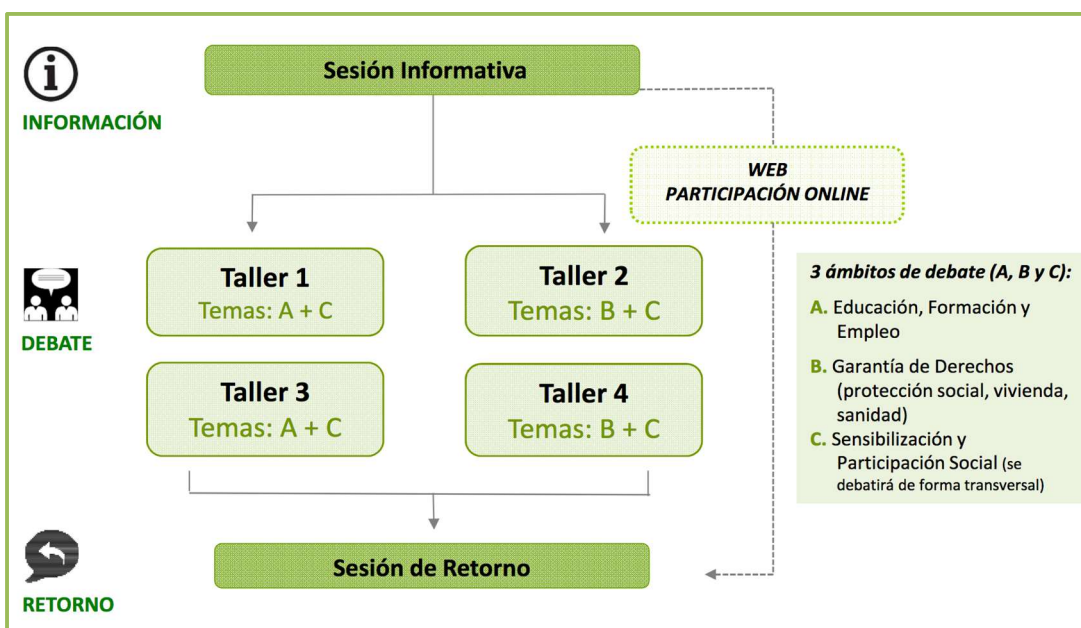 Sesión Informativa
INFORMACIÓN
WEB
PARTICIPACIÓN ONLINE
Taller 1
Temas: A + C
Taller 2
Temas: B + C
DEBATE
Taller 3
Temas: A + C
Taller 4
Temas: B + C
3 ámbitos de debate (A, B y C):
A. Educación, Formación y
Empleo
B. Garantía de Derechos
(protección social, vivienda,
sanidad)
C. Sensibilización y
Participación Social (se
debatirá de forma transversal)
Sesión de Retorno
RETORNO